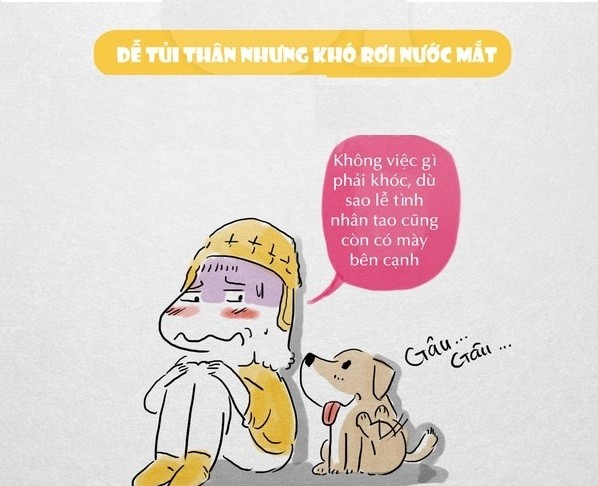 DỄ TỦI THÂN NHƯNG KHÓ RƠI NƯỚC MẮT
Không việc gì
phải khóc, dù
sao lễ tình
nhân tao cũng
còn có mày
bên cạnh
Gâu...
Gâu...